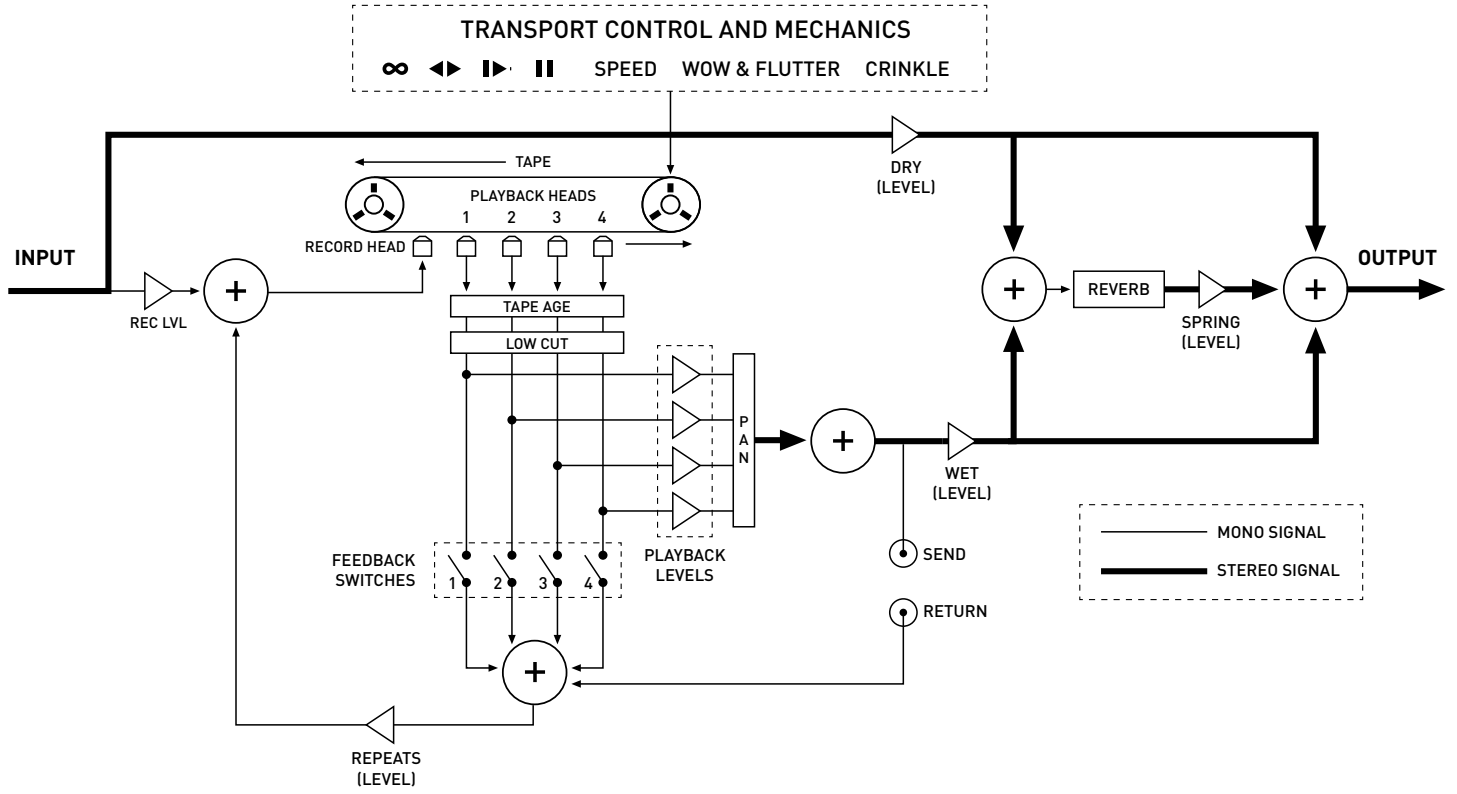 TRANSPORT CONTROL AND MECHANICS
∞ SPEED WOW & FLUTTER CRINKLE
TAPE
DRY
(LEVEL)
PLAYBACK HEADS
1 2 3 4
RECORD HEAD
INPUT
OUTPUT
+
+
+
REVERB
REC LVL
TAPE AGE
SPRING
(LEVEL)
LOW CUT
P
A
N
+
WET
(LEVEL)
MONO SIGNAL
STEREO SIGNAL
FEEDBACK
SWITCHES
1 2 3 4
PLAYBACK
LEVELS
SEND
RETURN
+
REPEATS
(LEVEL)